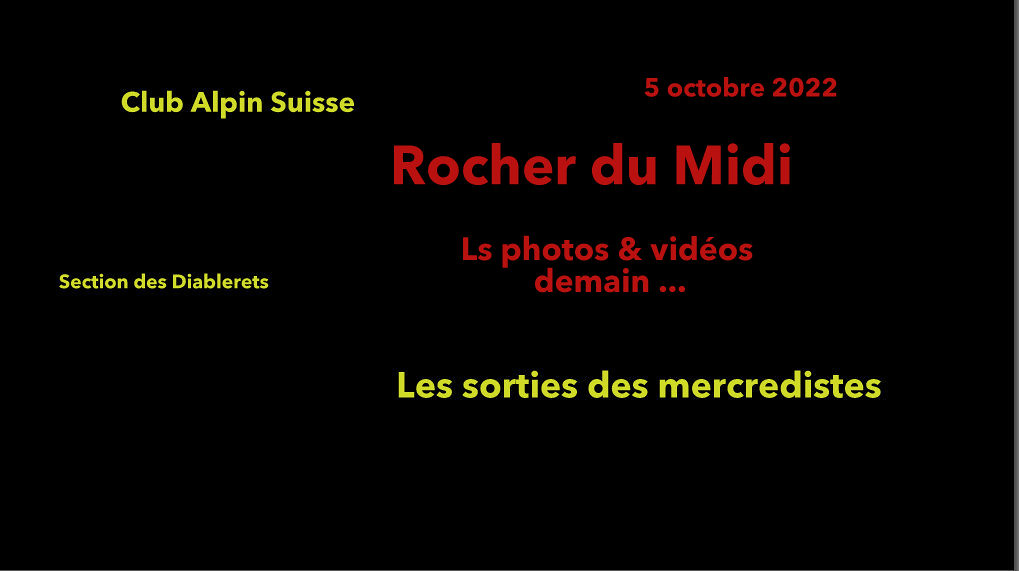 Club Alpin Suisse
5 octobre 2022
Rocher du Midi
Ls photos & vidéos
demain ...
Section des Diablerets
Les sorties des mercredistes